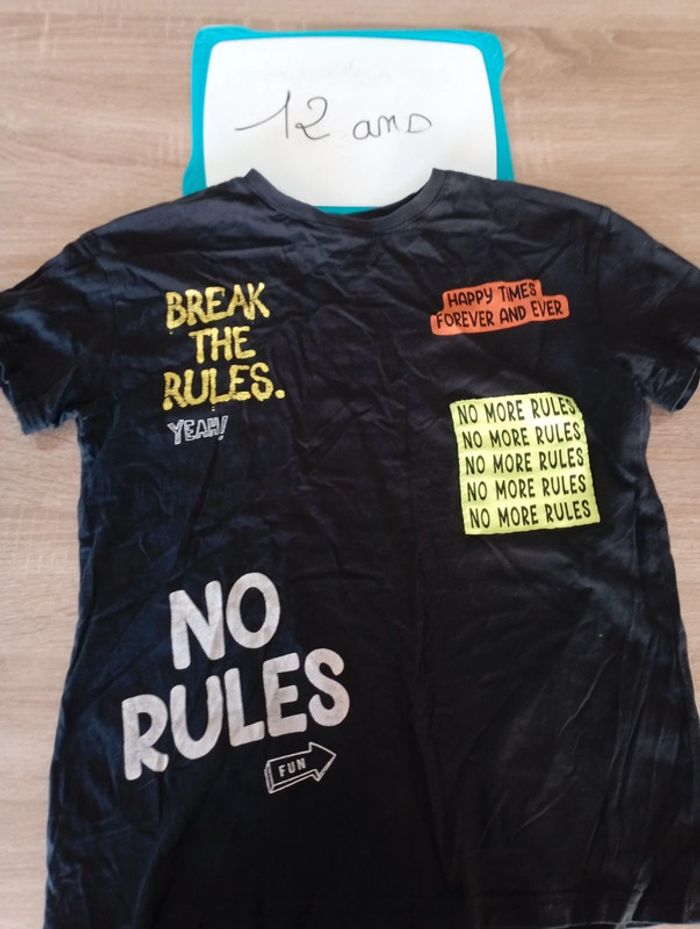 12 ans
BREAK
THE
RULES.
YEAH!
HAPPY TIMES
FOREVER AND EVER
NO MORE RULES
NO MORE RULES
NO MORE RULES
NO MORE RULES
NO MORE RULES
NO
RULES
FUN